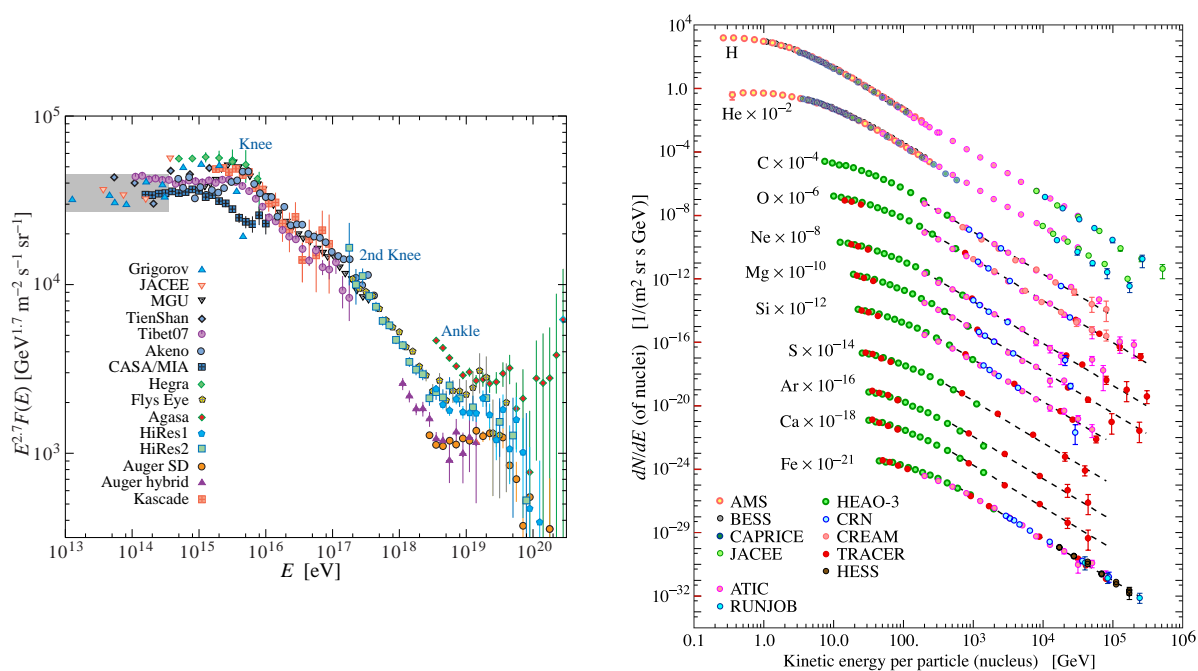 10^5
10^4
10^3
Knee
2nd Knee
Ankle
E^2.7F(E) [GeV^1.7 m^−2 s^−1 sr^−1]
Grigorov
JACEE
MGU
TienShan
Tibet07
Akeno
CASA/MIA
Hegra
Flys Eye
Agasa
HiRes1
HiRes2
Auger SD
Auger hybrid
Kascade
10^13 10^14 10^15 10^16 10^17 10^18 10^19 10^20
E [eV]
10^4
1.0
10^−4
10^−8
10^−12
10^−16
10^−20
10^−24
10^−29
10^−32
dN/dE (of nuclei) [1/(m^2 sr s GeV)]
H
He × 10^−2
C × 10^−4
O × 10^−6
Ne × 10^−8
Mg × 10^−10
Si × 10^−12
S × 10^−14
Ar × 10^−16
Ca × 10^−18
Fe × 10^−21
AMS
BESS
CAPRICE
JACEE
ATIC
RUNJOB
HEAO-3
CRN
CREAM
TRACER
HESS
0.1 1.0 10.0 100. 10^3 10^4 10^5 10^6
Kinetic energy per particle (nucleus) [GeV]